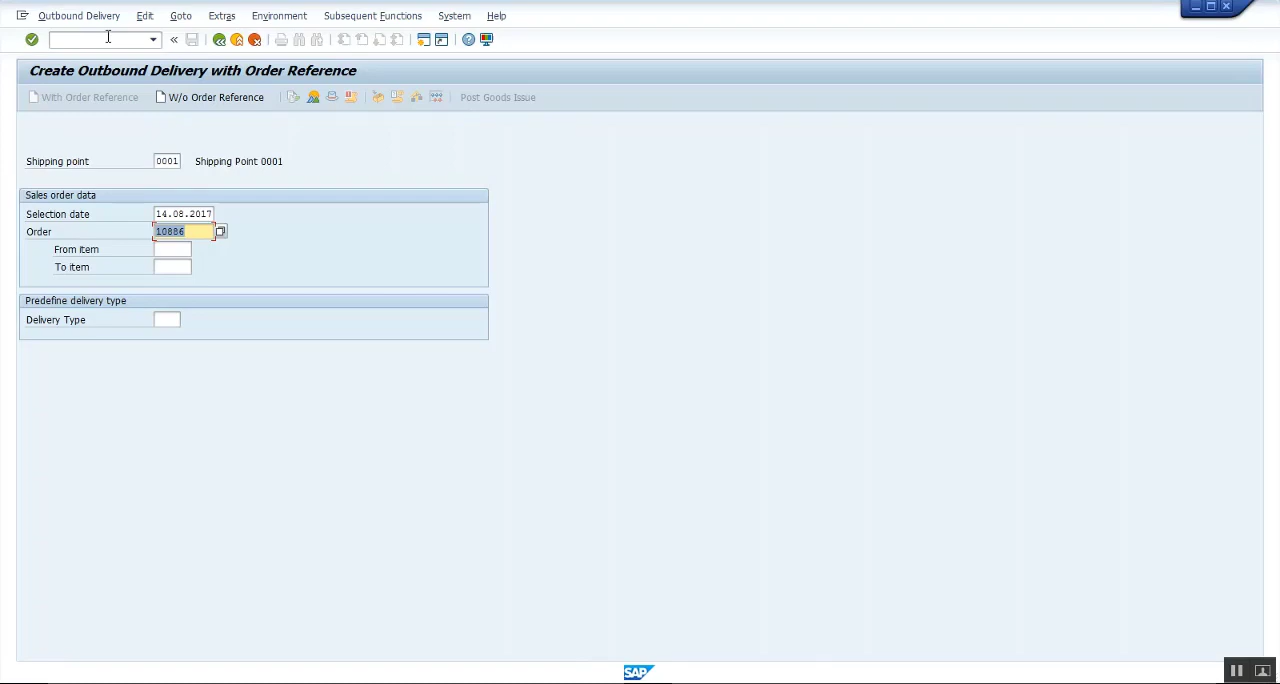 Outbound Delivery Edit Goto Extras Environment Subsequent Functions System Help
Create Outbound Delivery with Order Reference
With Order Reference W/o Order Reference Post Goods Issue
Shipping point 0001 Shipping Point 0001
Sales order data
Selection date 14.08.2017
Order 10886
From item
To item
Predefine delivery type
Delivery Type
SAP